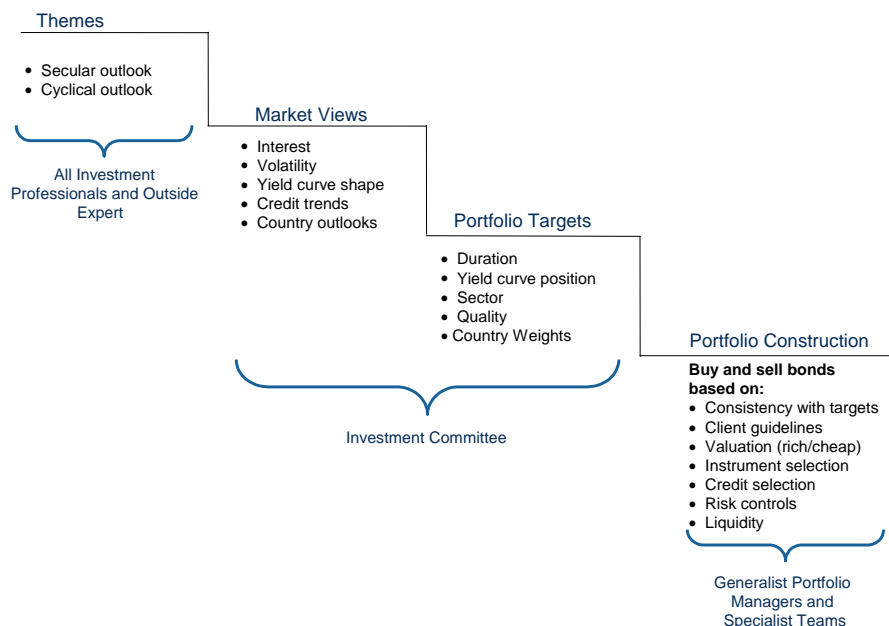 Themes
• Secular outlook
• Cyclical outlook
All Investment
Professionals and Outside
Expert
Market Views
• Interest
• Volatility
• Yield curve shape
• Credit trends
• Country outlooks
Portfolio Targets
• Duration
• Yield curve position
• Sector
• Quality
• Country Weights
Investment Committee
Portfolio Construction
Buy and sell bonds
based on:
• Consistency with targets
• Client guidelines
• Valuation (rich/cheap)
• Instrument selection
• Credit selection
• Risk controls
• Liquidity
Generalist Portfolio
Managers and
Specialist Teams